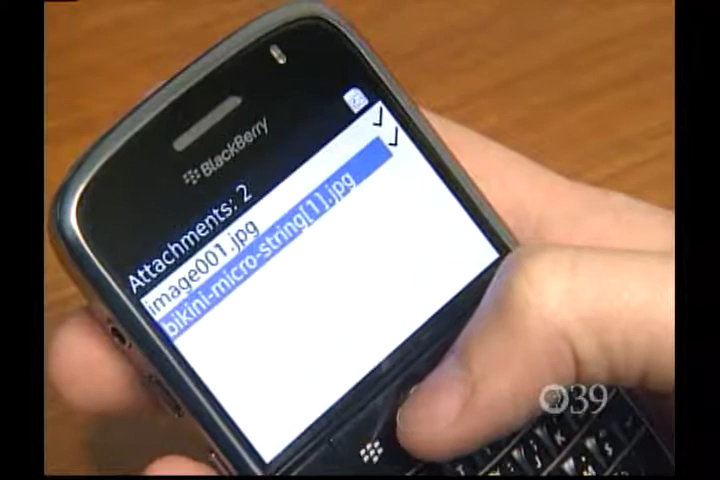 BlackBerry
Attachments: 2
image001.jpg
bikini-micro-string[1].jpg
39